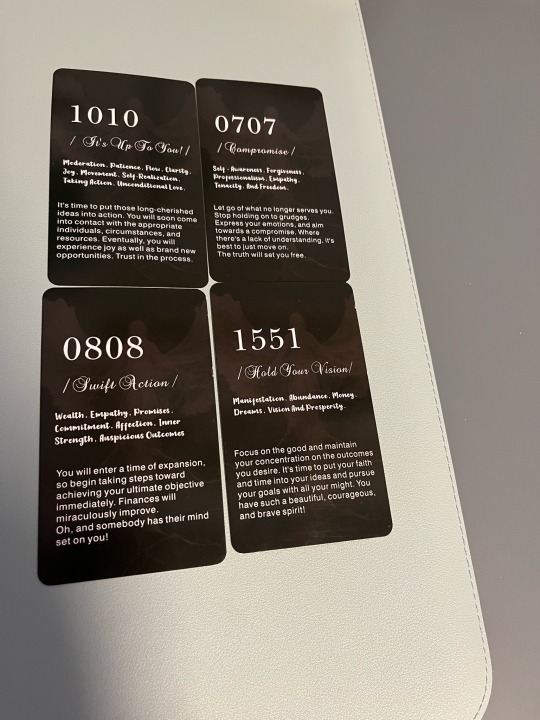 1010
/ It's Up To You! /
Moderation. Patience. Flow. Clarity.
Joy. Movement. Self-Realization.
Taking Action. Unconditional Love.
It's time to put those long-cherished
ideas into action. You will soon come
into contact with the appropriate
individuals, circumstances, and
resources. Eventually, you will
experience joy as well as brand new
opportunities. Trust in the process.
0707
/ Compromise /
Self-Awareness. Forgiveness.
Professionalism. Empathy.
Tenacity. And Freedom.
Let go of what no longer serves you.
Stop holding on to grudges.
Express your emotions, and aim
towards a compromise. Where
there's a lack of understanding, it's
best to just move on.
The truth will set you free.
0808
/ Swift Action /
Wealth. Empathy. Promises.
Commitment. Affection. Inner
Strength. Auspicious Outcomes
You will enter a time of expansion,
so begin taking steps toward
achieving your ultimate objective
immediately. Finances will
miraculously improve.
Oh, and somebody has their mind
set on you!
1551
/ Hold Your Vision /
Manifestation. Abundance. Money.
Dreams. Vision And Prosperity.
Focus on the good and maintain
your concentration on the outcomes
you desire. It's time to put your faith
and time into your ideas and pursue
your goals with all your might. You
have such a beautiful, courageous,
and brave spirit!